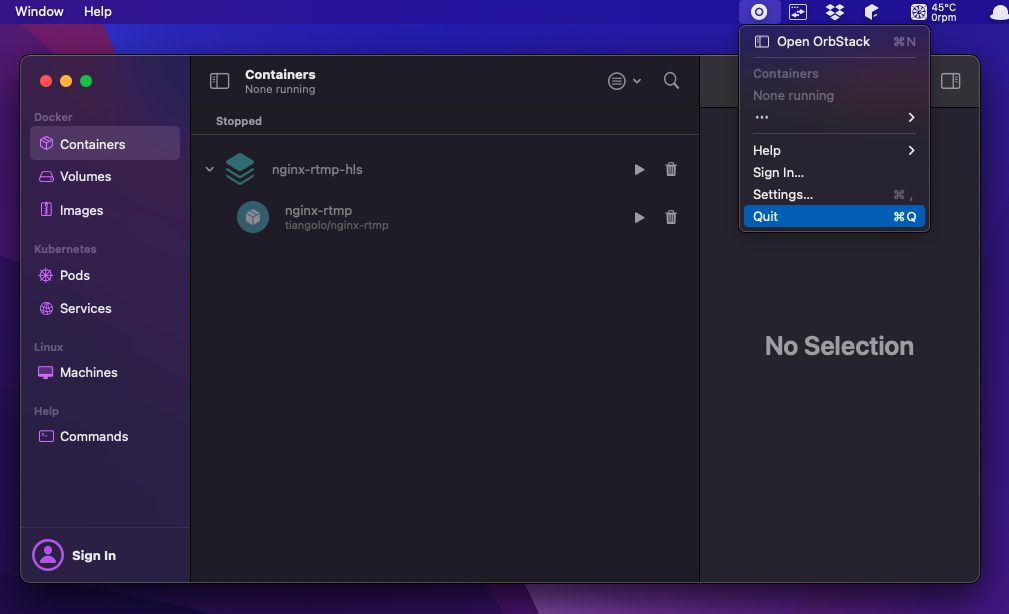 Window Help
45°C
0rpm
Open OrbStack ⌘N
Containers
None running
...
Help
Sign In...
Settings... ⌘ ,
Quit ⌘Q
Docker
Containers
Volumes
Images
Kubernetes
Pods
Services
Linux
Machines
Help
Commands
Sign In
Containers
None running
Stopped
nginx-rtmp-hls
nginx-rtmp
tiangolo/nginx-rtmp
No Selection